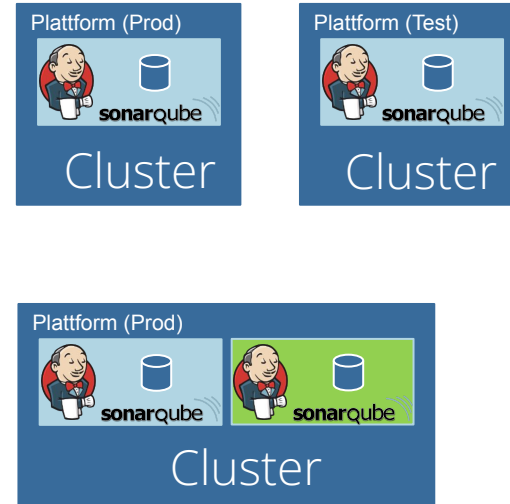 Plattform (Prod)
sonarqube
Cluster
Plattform (Test)
sonarqube
Cluster
Plattform (Prod)
sonarqube
sonarqube
Cluster